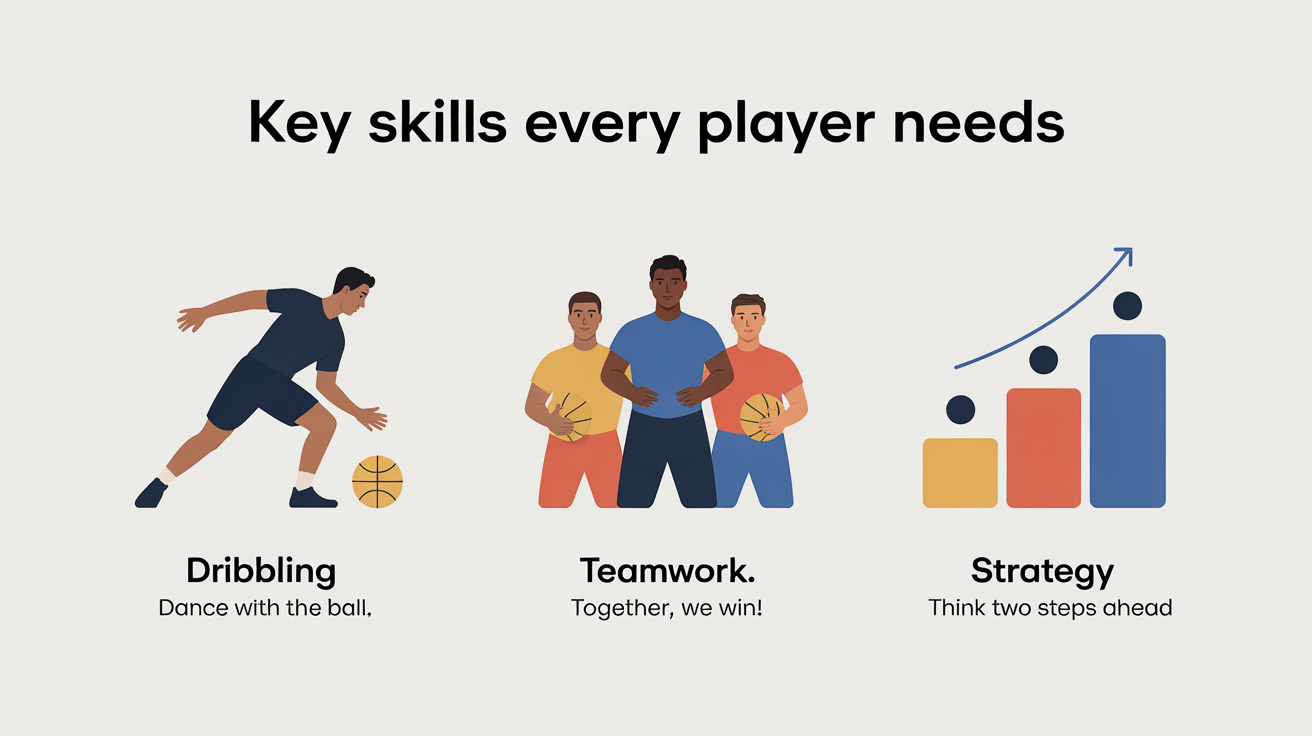 Key skills every player needs
Dribbling
Dance with the ball,
Teamwork.
Together, we win!
Strategy
Think two steps ahead